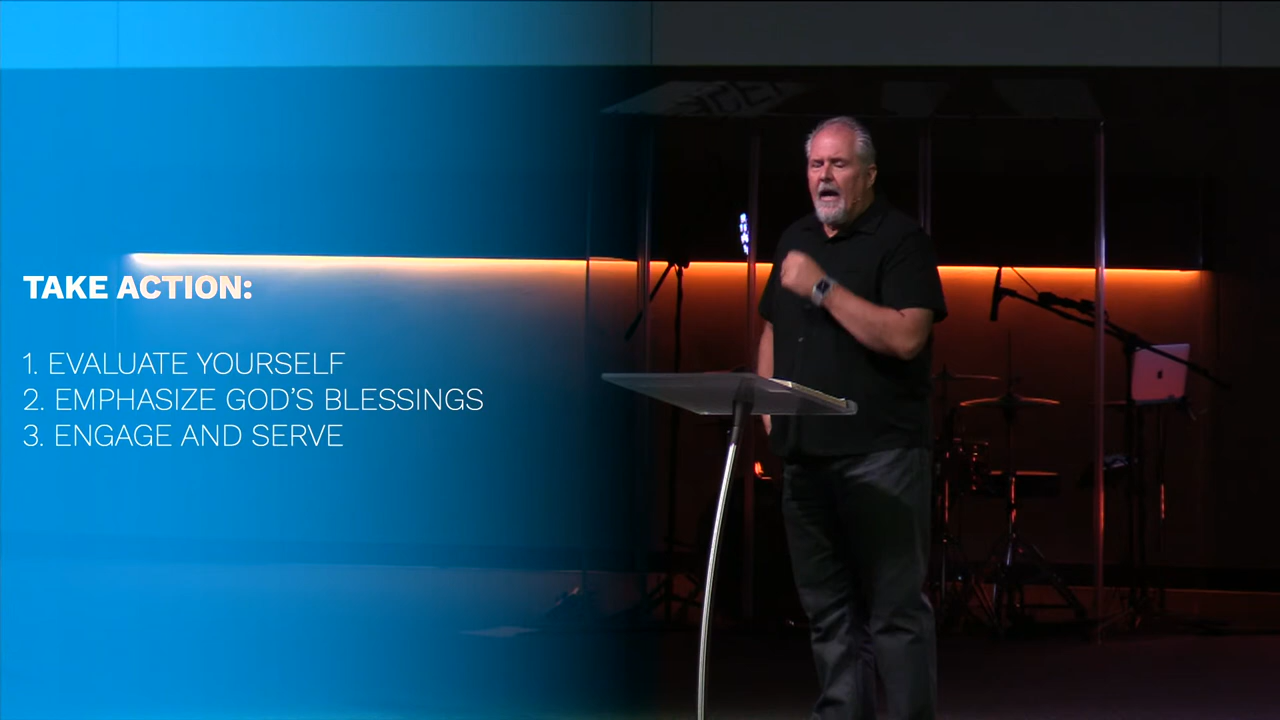 TAKE ACTION:
1. EVALUATE YOURSELF
2. EMPHASIZE GOD'S BLESSINGS
3. ENGAGE AND SERVE